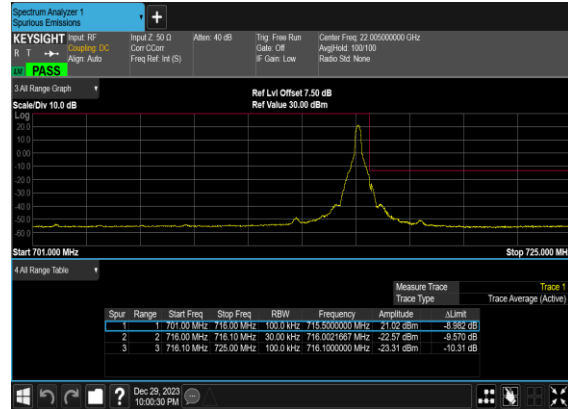 Spectrum Analyzer 1
Spurious Emissions
KEYSIGHT Input: RF Input Z: 50 Ω Atten: 40 dB Trig: Free Run Center Freq: 22.005000000 GHz
R T Coupling: DC Corr CCorr Gate: Off Avg|Hold: 100/100
Align: Auto Freq Ref: Int (S) IF Gain: Low Radio Std: None
LXI PASS
3 All Range Graph
Ref Lvl Offset 7.50 dB
Scale/Div 10.0 dB Ref Value 30.00 dBm
Log
20.0
10.0
0.00
-10.0
-20.0
-30.0
-40.0
-50.0
-60.0
Start 701.000 MHz Stop 725.000 MH
4 All Range Table
Measure Trace Trace 1
Trace Type Trace Average (Active)
Spur Range Start Freq Stop Freq RBW Frequency Amplitude ΔLimit
1 1 701.00 MHz 716.00 MHz 100.0 kHz 715.5000000 MHz 21.02 dBm -8.982 dB
2 2 716.00 MHz 716.10 MHz 30.00 kHz 716.0021667 MHz -22.57 dBm -9.570 dB
3 3 716.10 MHz 725.00 MHz 100.0 kHz 716.1000000 MHz -23.31 dBm -10.31 dB
? Dec 29, 2023
10:00:30 PM